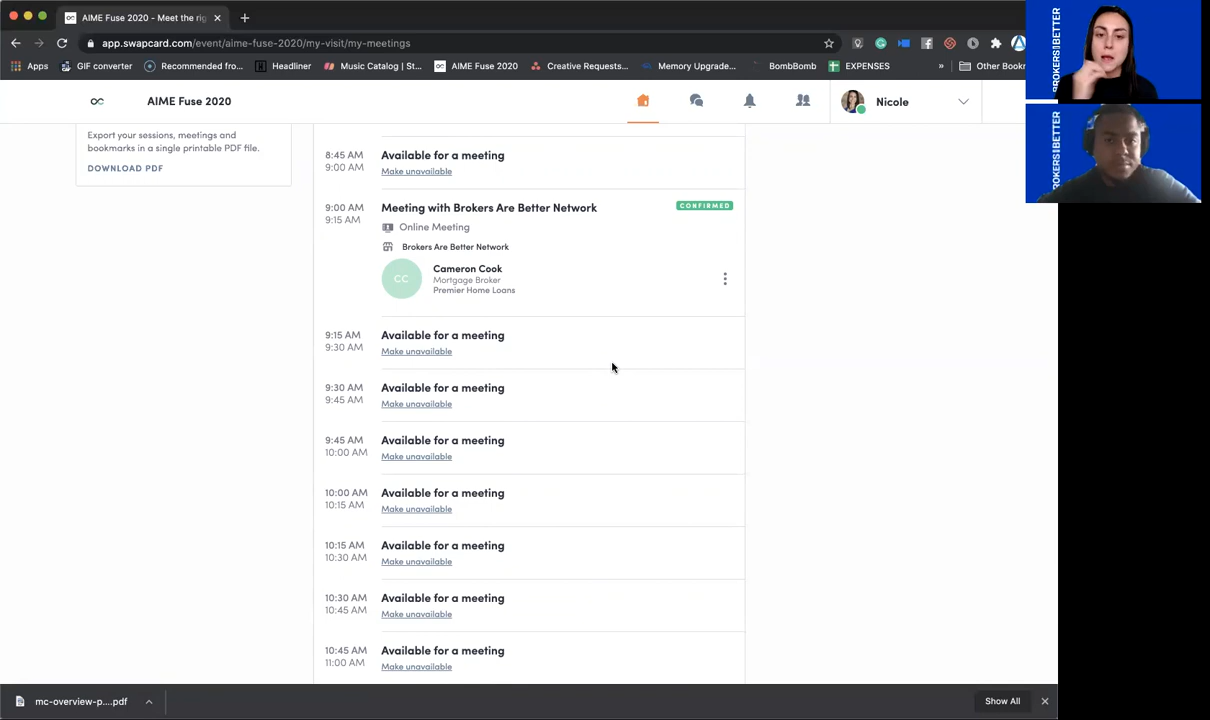 AIME Fuse 2020 - Meet the rig
app.swapcard.com/event/aime-fuse-2020/my-visit/my-meetings
Apps
GIF converter
Recommended fro...
Headliner
Music Catalog | St...
AIME Fuse 2020
Creative Requests...
Memory Upgrade...
BombBomb
EXPENSES
»
Other Bookm
AIME Fuse 2020
Nicole
Export your sessions, meetings and
bookmarks in a single printable PDF file.
DOWNLOAD PDF
8:45 AM
9:00 AM
Available for a meeting
Make unavailable
9:00 AM
9:15 AM
Meeting with Brokers Are Better Network
CONFIRMED
Online Meeting
Brokers Are Better Network
CC
Cameron Cook
Mortgage Broker
Premier Home Loans
9:15 AM
9:30 AM
Available for a meeting
Make unavailable
9:30 AM
9:45 AM
Available for a meeting
Make unavailable
9:45 AM
10:00 AM
Available for a meeting
Make unavailable
10:00 AM
10:15 AM
Available for a meeting
Make unavailable
10:15 AM
10:30 AM
Available for a meeting
Make unavailable
10:30 AM
10:45 AM
Available for a meeting
Make unavailable
10:45 AM
11:00 AM
Available for a meeting
Make unavailable
mc-overview-p....pdf
Show All
BROKERS BETTER
ROKERS BETTER